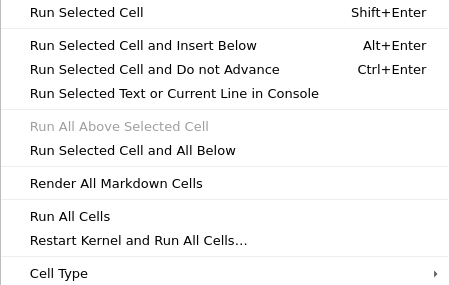 Run Selected Cell Shift+Enter
Run Selected Cell and Insert Below Alt+Enter
Run Selected Cell and Do not Advance Ctrl+Enter
Run Selected Text or Current Line in Console
Run All Above Selected Cell
Run Selected Cell and All Below
Render All Markdown Cells
Run All Cells
Restart Kernel and Run All Cells…
Cell Type